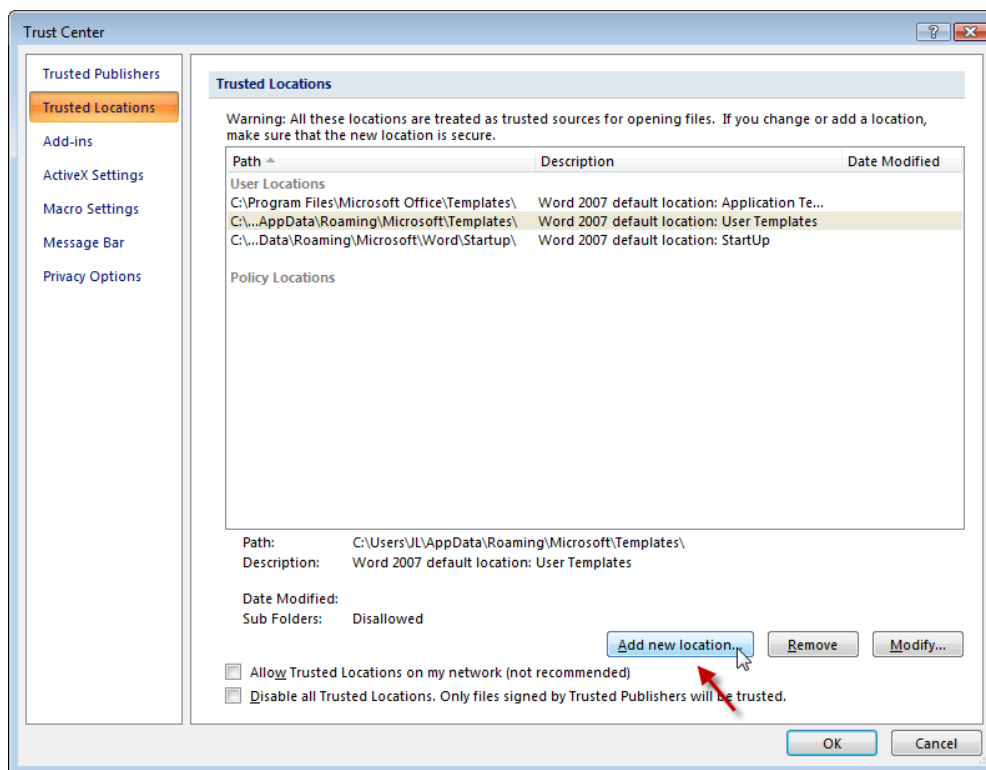 Trust Center
Trusted Publishers
Trusted Locations
Add-ins
ActiveX Settings
Macro Settings
Message Bar
Privacy Options
Trusted Locations
Warning: All these locations are treated as trusted sources for opening files. If you change or add a location,
make sure that the new location is secure.
Path Description Date Modified
User Locations
C:\Program Files\Microsoft Office\Templates\ Word 2007 default location: Application Te...
C:\...AppData\Roaming\Microsoft\Templates\ Word 2007 default location: User Templates
C:\...Data\Roaming\Microsoft\Word\Startup\ Word 2007 default location: StartUp
Policy Locations
Path: C:\Users\JL\AppData\Roaming\Microsoft\Templates\
Description: Word 2007 default location: User Templates
Date Modified:
Sub Folders: Disallowed
Add new location... Remove Modify...
Allow Trusted Locations on my network (not recommended)
Disable all Trusted Locations. Only files signed by Trusted Publishers will be trusted.
OK Cancel